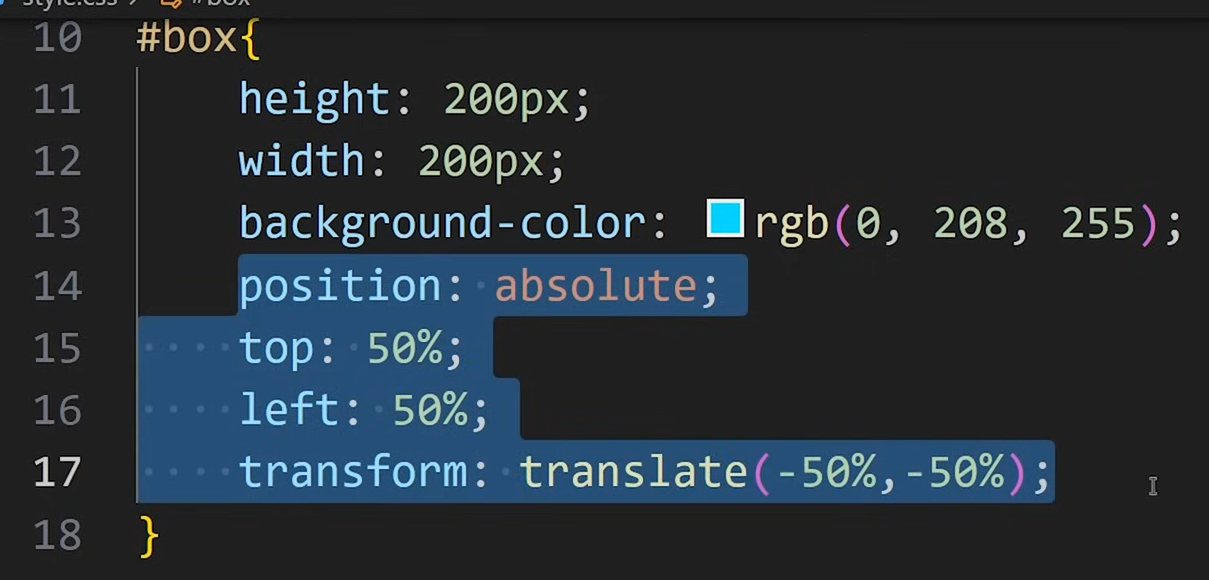 style.css > #box
10 #box{
11 height: 200px;
12 width: 200px;
13 background-color: rgb(0, 208, 255);
14 position: absolute;
15 top: 50%;
16 left: 50%;
17 transform: translate(-50%,-50%);
18 }